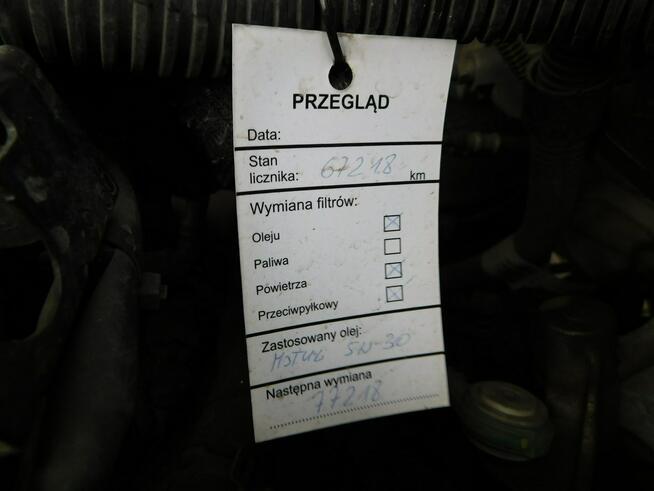 PRZEGLĄD
Data:
Stan
licznika: 67218 km
Wymiana filtrów:
Oleju
Paliwa
Powietrza
Przeciwpyłkowy
Zastosowany olej:
MOTUL 5W-30
Następna wymiana
77218